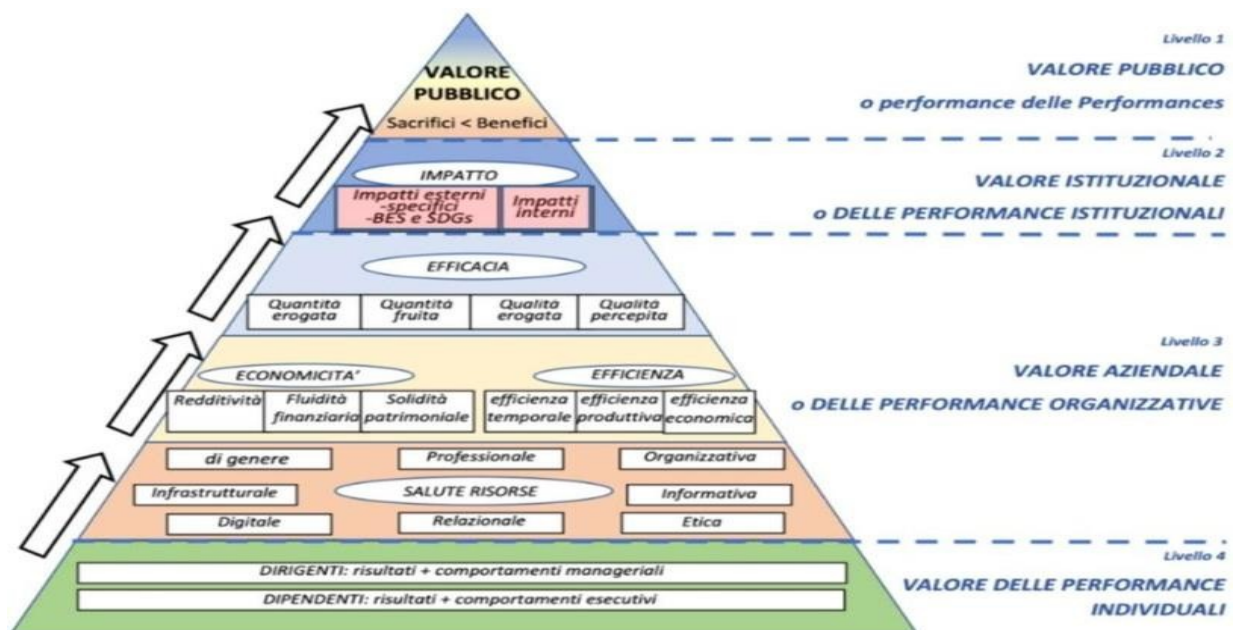 VALORE
PUBBLICO
Sacrifici < Benefici
Livello 1
VALORE PUBBLICO
o performance delle Performances
IMPATTO
Impatti esterni
-specifici
-BES e SDGs
Impatti
interni
Livello 2
VALORE ISTITUZIONALE
o DELLE PERFORMANCE ISTITUZIONALI
EFFICACIA
Quantità
erogata
Quantità
fruita
Qualità
erogata
Qualità
percepita
Livello 3
VALORE AZIENDALE
o DELLE PERFORMANCE ORGANIZZATIVE
ECONOMICITA'
Redditività
Fluidità
finanziaria
Solidità
patrimoniale
EFFICIENZA
efficienza
temporale
efficienza
produttiva
efficienza
economica
di genere
Professionale
Organizzativa
Infrastrutturale
SALUTE RISORSE
Informativa
Digitale
Relazionale
Etica
Livello 4
VALORE DELLE PERFORMANCE
INDIVIDUALI
DIRIGENTI: risultati + comportamenti manageriali
DIPENDENTI: risultati + comportamenti esecutivi